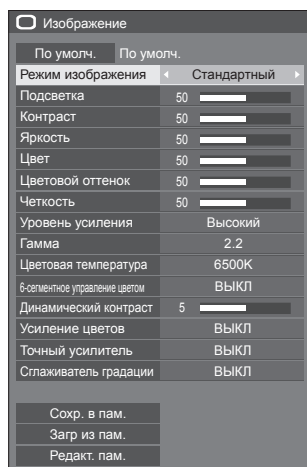 Изображение
По умолч. По умолч.
Режим изображения Стандартный
Подсветка 50
Контраст 50
Яркость 50
Цвет 50
Цветовой оттенок 50
Четкость 50
Уровень усиления Высокий
Гамма 2.2
Цветовая температура 6500K
6-сегментное управление цветом ВЫКЛ
Динамический контраст 5
Усиление цветов ВЫКЛ
Точный усилитель ВЫКЛ
Сглаживатель градации ВЫКЛ
Сохр. в пам.
Загр из пам.
Редакт. пам.